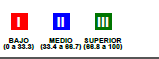 I II III
BAJO MEDIO SUPERIOR
(0 a 33.3) (33.4 a 66.7) (66.8 a 100)